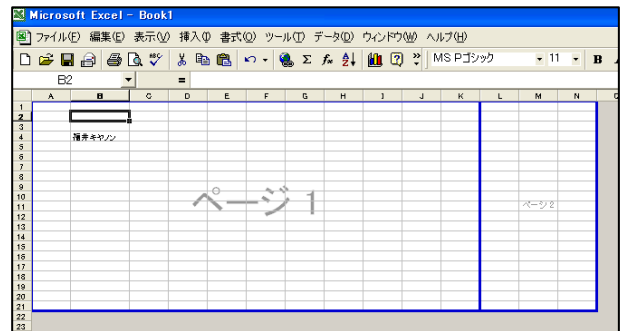 Microsoft Excel - Book1
ファイル(F) 編集(E) 表示(V) 挿入(I) 書式(O) ツール(T) データ(D) ウィンドウ(W) ヘルプ(H)
ABC Σ fx MS Pゴシック 11 B
B2 =
A B C D E F G H I J K L M N O
1
2
3
4 福井キヤノン
5
6
7
8
9
10
11
12
13
14
15
16
17
18
19
20
21
22
23
ページ 1
ページ 2